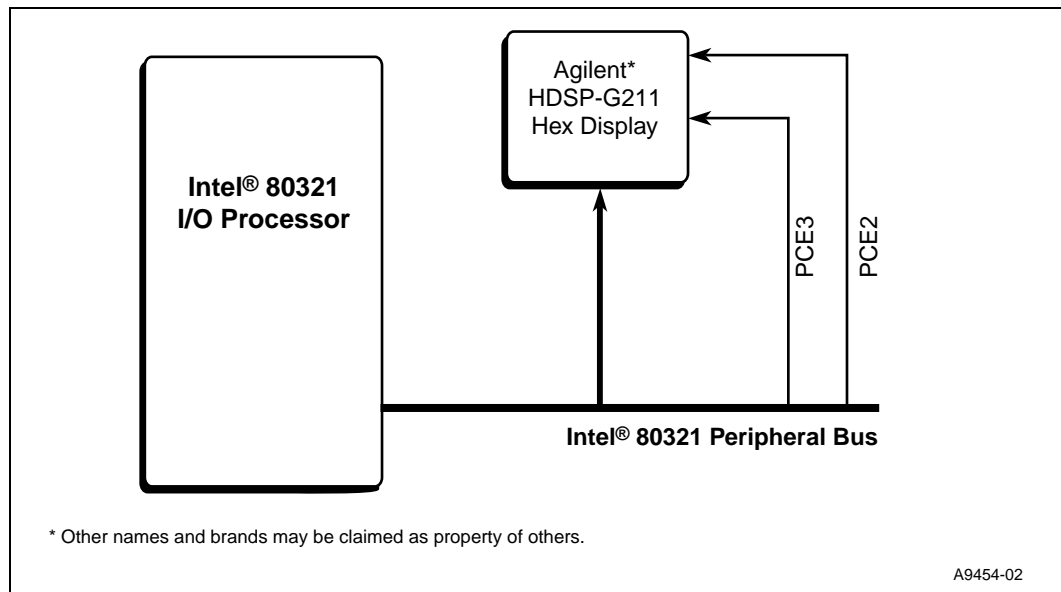 Agilent*
HDSP-G211
Hex Display
Intel® 80321
I/O Processor
PCE3
PCE2
Intel® 80321 Peripheral Bus
* Other names and brands may be claimed as property of others.
A9454-02